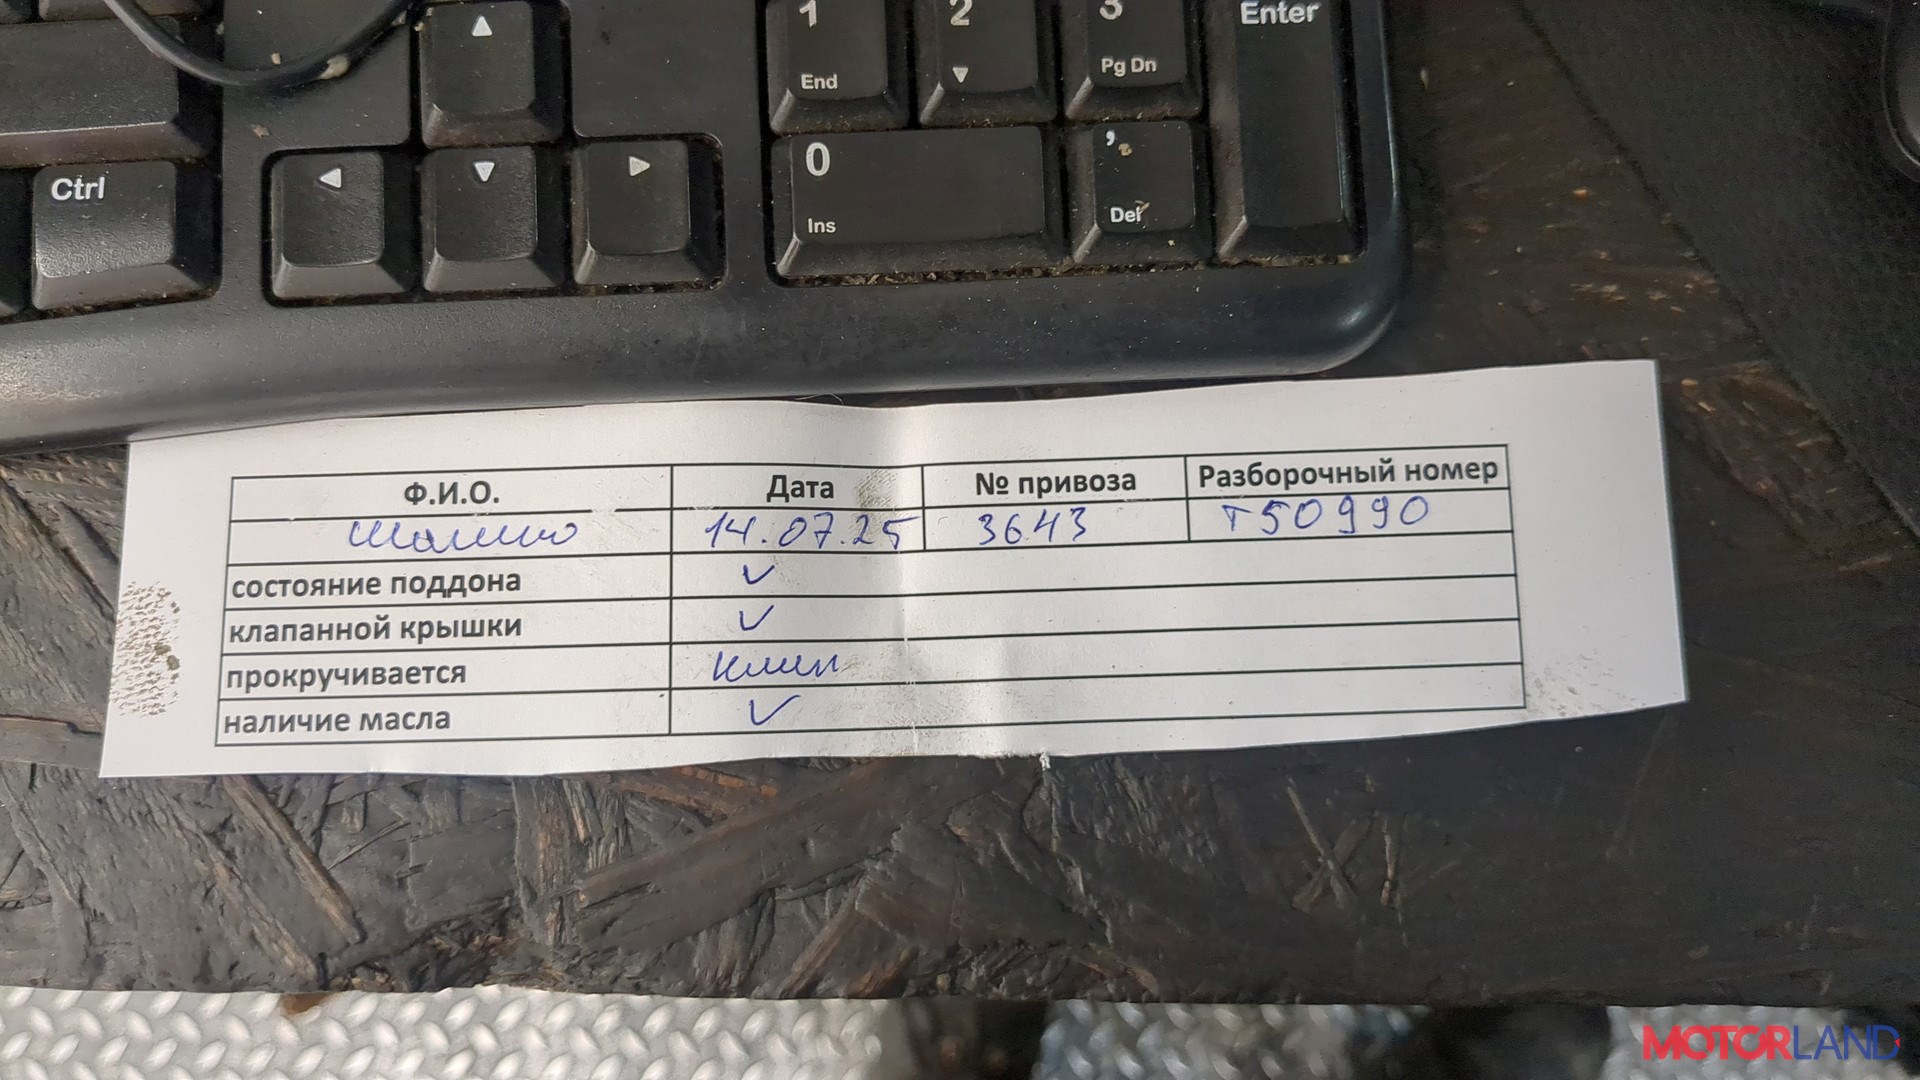 1 End
2
3 Pg Dn
Enter
Ctrl
0 Ins
, Del
Ф.И.О. Дата № привоза Разборочный номер
14.07.25 3643 Т50990
состояние поддона ✓
клапанной крышки ✓
прокручивается
наличие масла ✓
MOTORLAND